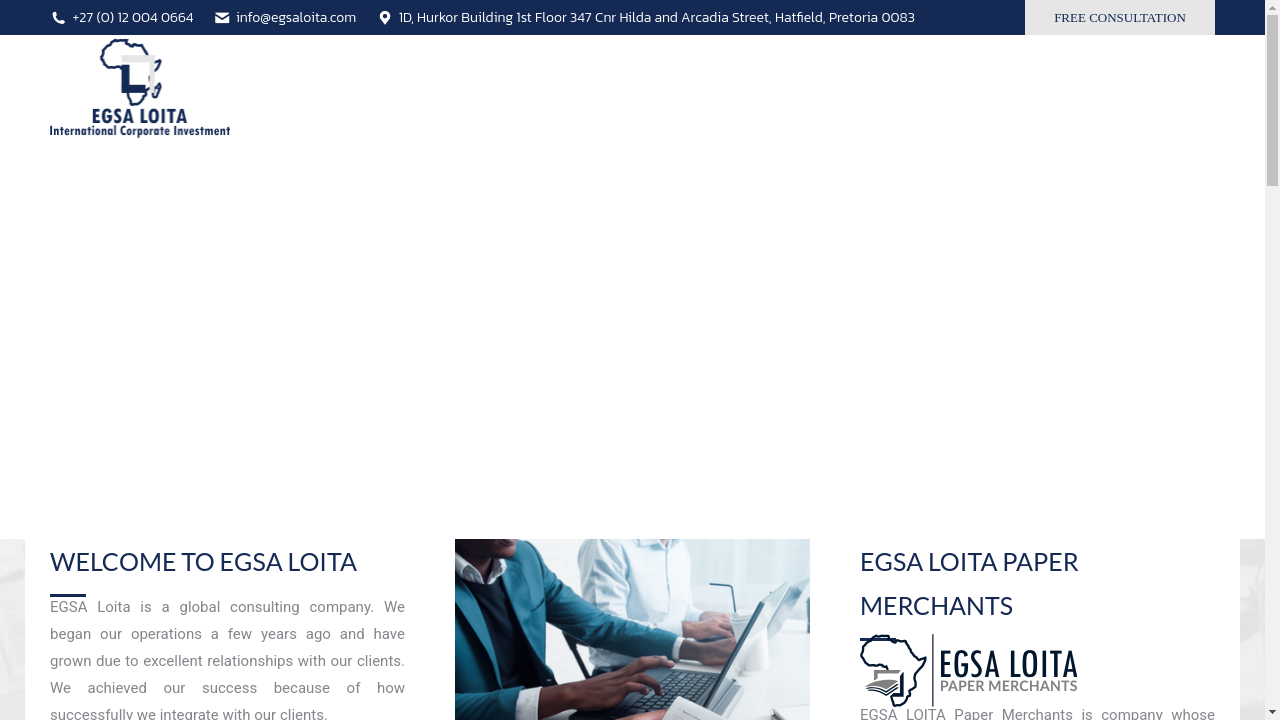 +27 (0) 12 004 0664
info@egsaloita.com
1D, Hurkor Building 1st Floor 347 Cnr Hilda and Arcadia Street, Hatfield, Pretoria 0083
FREE CONSULTATION
EGSA LOITA
International Corporate Investment
WELCOME TO EGSA LOITA
EGSA Loita is a global consulting company. We
began our operations a few years ago and have
grown due to excellent relationships with our clients.
We achieved our success because of how
successfully we integrate with our clients.
EGSA LOITA PAPER
MERCHANTS
EGSA LOITA
PAPER MERCHANTS
EGSA LOITA Paper Merchants is company whose